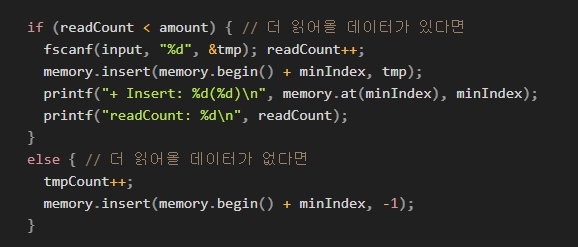 if (readCount < amount) { // 더 읽어올 데이터가 있다면
  fscanf(input, "%d", &tmp); readCount++;
  memory.insert(memory.begin() + minIndex, tmp);
  printf("+ Insert: %d(%d)\n", memory.at(minIndex), minIndex);
  printf("readCount: %d\n", readCount);
}
else { // 더 읽어올 데이터가 없다면
  tmpCount++;
  memory.insert(memory.begin() + minIndex, -1);
}